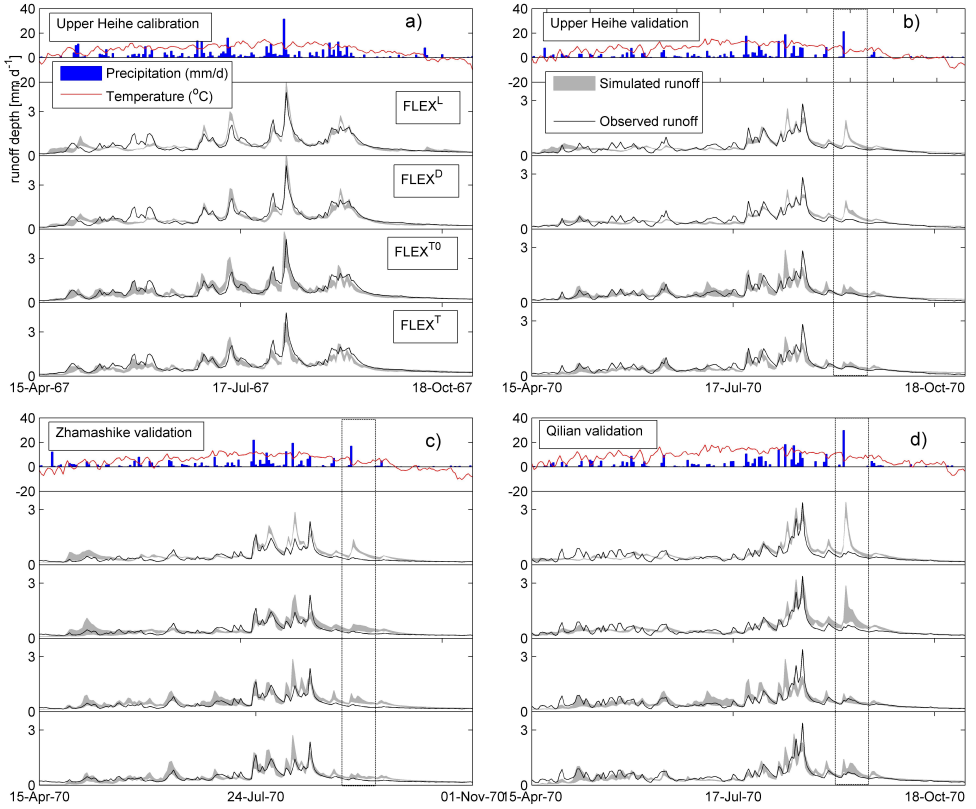 Upper Heihe calibration
a)
40
20
0
-20
Precipitation (mm/d)
Temperature (°C)
runoff depth [mm d⁻¹]
3
0
FLEX^L
3
0
FLEX^D
3
0
FLEX^T0
3
0
FLEX^T
15-Apr-67
17-Jul-67
18-Oct-67
Upper Heihe validation
b)
40
20
0
-20
Simulated runoff
Observed runoff
3
0
3
0
3
0
3
0
15-Apr-70
17-Jul-70
18-Oct-70
Zhamashike validation
c)
40
20
0
-20
3
0
3
0
3
0
3
0
15-Apr-70
24-Jul-70
01-Nov-70
Qilian validation
d)
40
20
0
-20
3
0
3
0
3
0
3
0
15-Apr-70
17-Jul-70
18-Oct-70